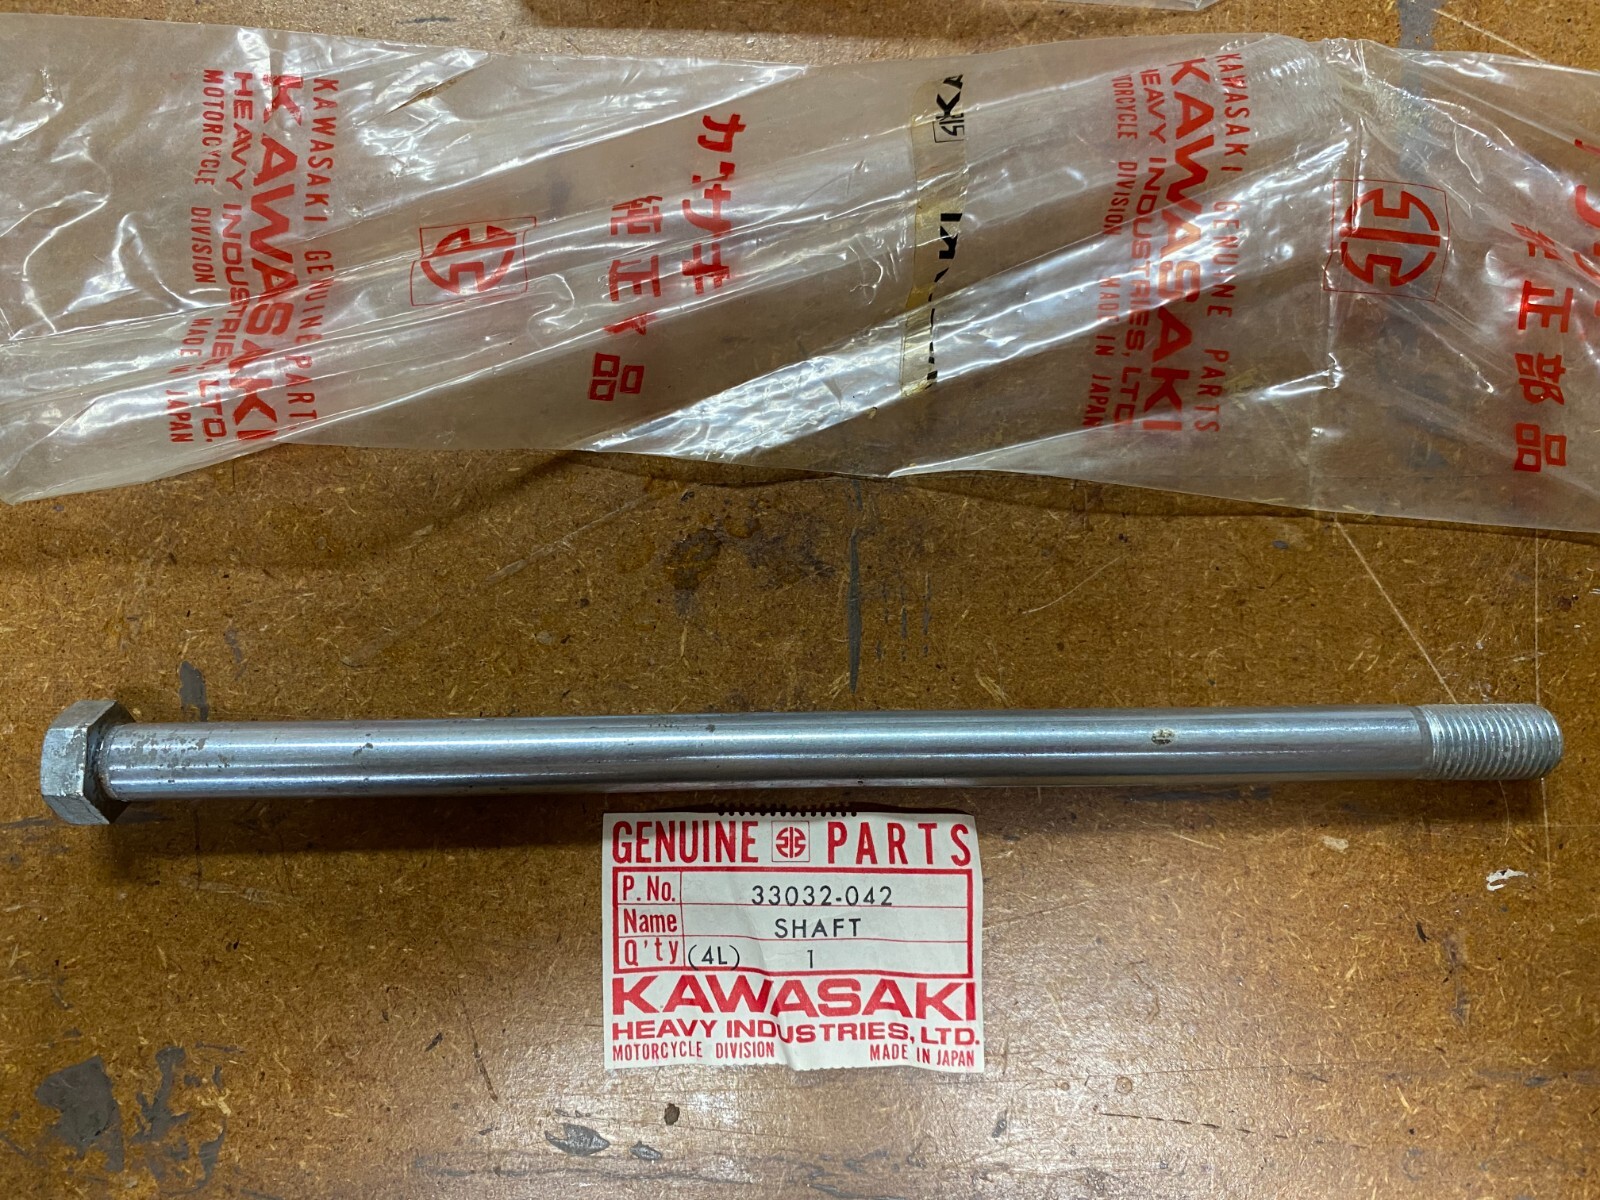 KAWASAKI GENUINE PARTS
KAWASAKI
HEAVY INDUSTRIES, LTD.
MOTORCYCLE DIVISION MADE IN JAPAN
カワサキ
純正部品
KAWASAKI GENUINE PARTS
KAWASAKI
HEAVY INDUSTRIES, LTD.
MOTORCYCLE DIVISION MADE IN JAPAN
正部品
GENUINE PARTS
P. No. 33032-042
Name SHAFT
Q'ty (4L) 1
KAWASAKI
HEAVY INDUSTRIES, LTD.
MOTORCYCLE DIVISION MADE IN JAPAN